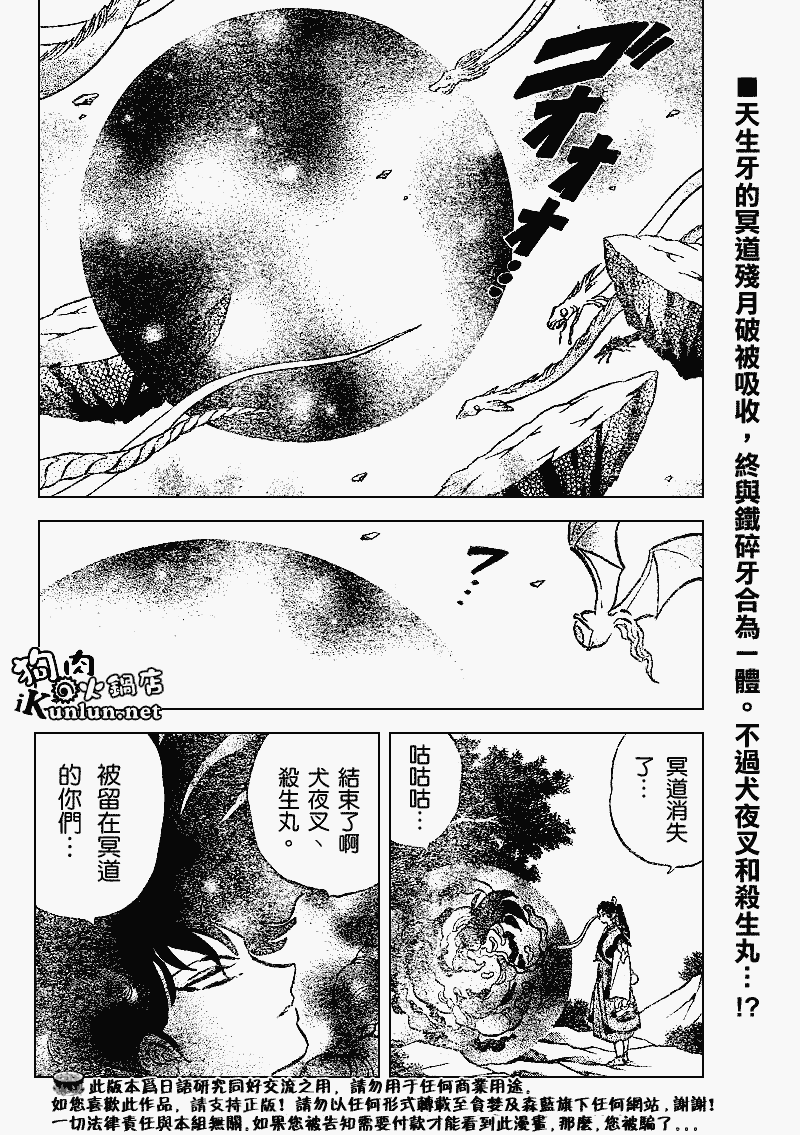 ■天生牙的冥道殘月破被吸收，終與鐵碎牙合為一體。不過犬夜叉和殺生丸…!?
ゴオオオ…
フ…
冥道消失
了…
咕咕咕…
結束了啊
犬夜叉、
殺生丸。
被留在冥道
的你們…
狗肉火鍋店
iKunlun.net
此版本爲日語研究同好交流之用，請勿用于任何商業用途。
如您喜歡此作品，請支持正版！請勿以任何形式轉載至貪婪及森藍旗下任何網站，謝謝！
一切法律責任與本組無關。如果您被告知需要付款才能看到此漫畫，那麼，您被騙了...